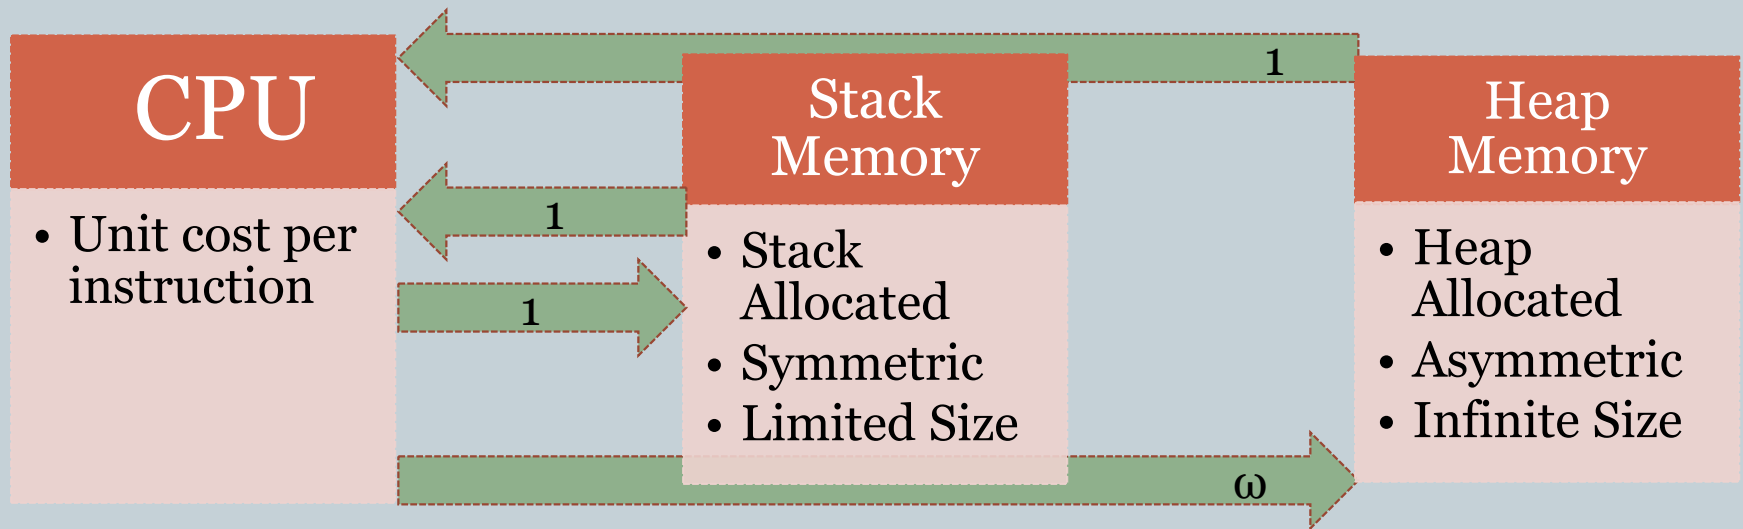 CPU
• Unit cost per
instruction
1
1
1
ω
Stack
Memory
• Stack
Allocated
• Symmetric
• Limited Size
Heap
Memory
• Heap
Allocated
• Asymmetric
• Infinite Size